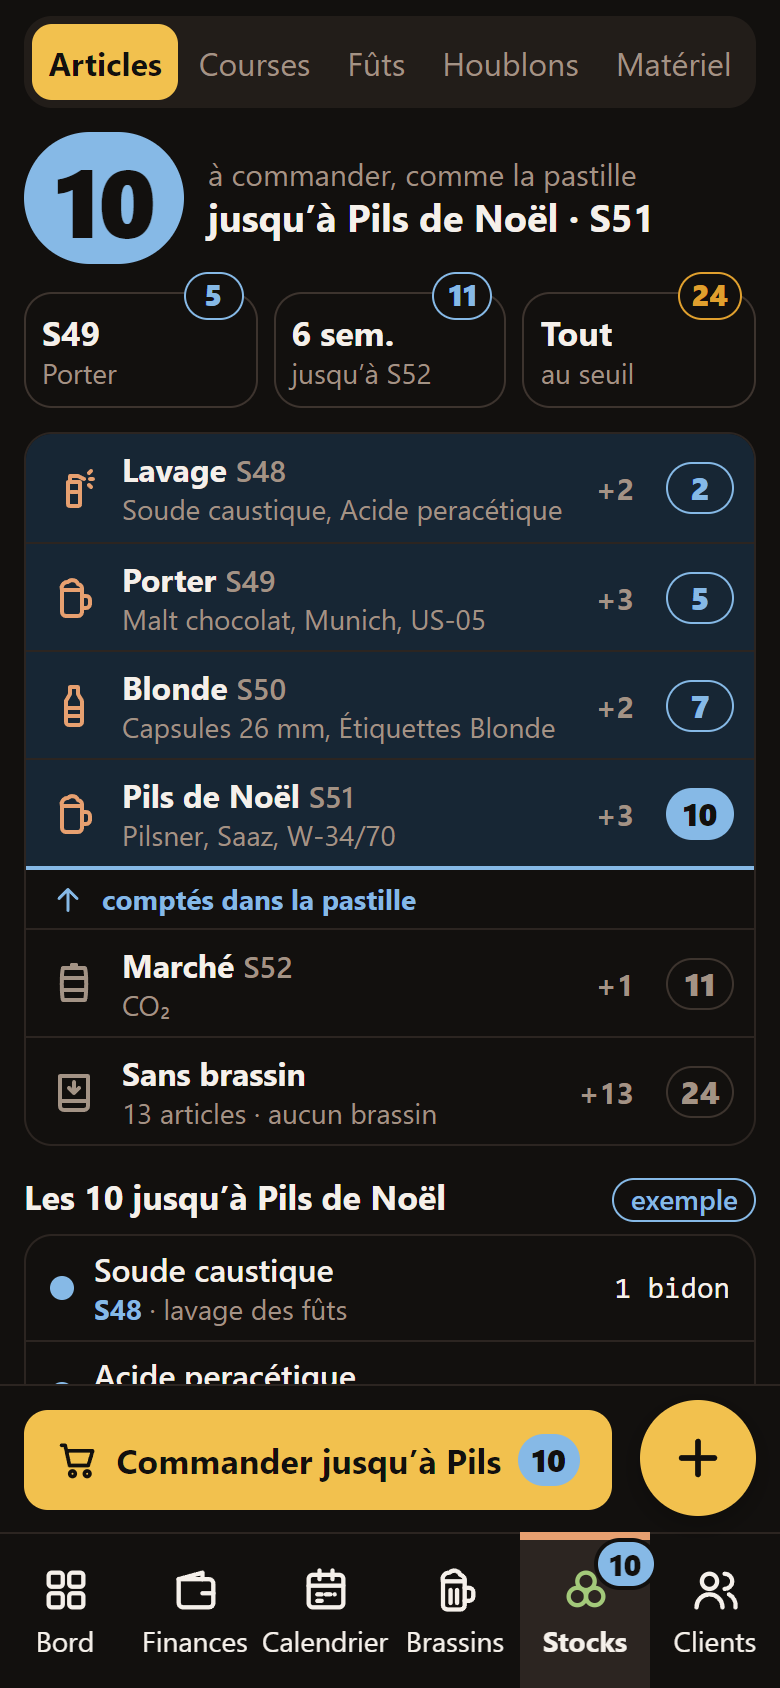 Articles Courses Fûts Houblons Matériel
10
à commander, comme la pastille
jusqu’à Pils de Noël · S51
5
S49
Porter
11
6 sem.
jusqu’à S52
24
Tout
au seuil
Lavage S48
Soude caustique, Acide peracétique
+2 2
Porter S49
Malt chocolat, Munich, US-05
+3 5
Blonde S50
Capsules 26 mm, Étiquettes Blonde
+2 7
Pils de Noël S51
Pilsner, Saaz, W-34/70
+3 10
↑ comptés dans la pastille
Marché S52
CO₂
+1 11
Sans brassin
13 articles · aucun brassin
+13 24
Les 10 jusqu’à Pils de Noël exemple
Soude caustique
S48 · lavage des fûts
1 bidon
Acide peracétique
Commander jusqu’à Pils 10
10
Bord Finances Calendrier Brassins Stocks Clients